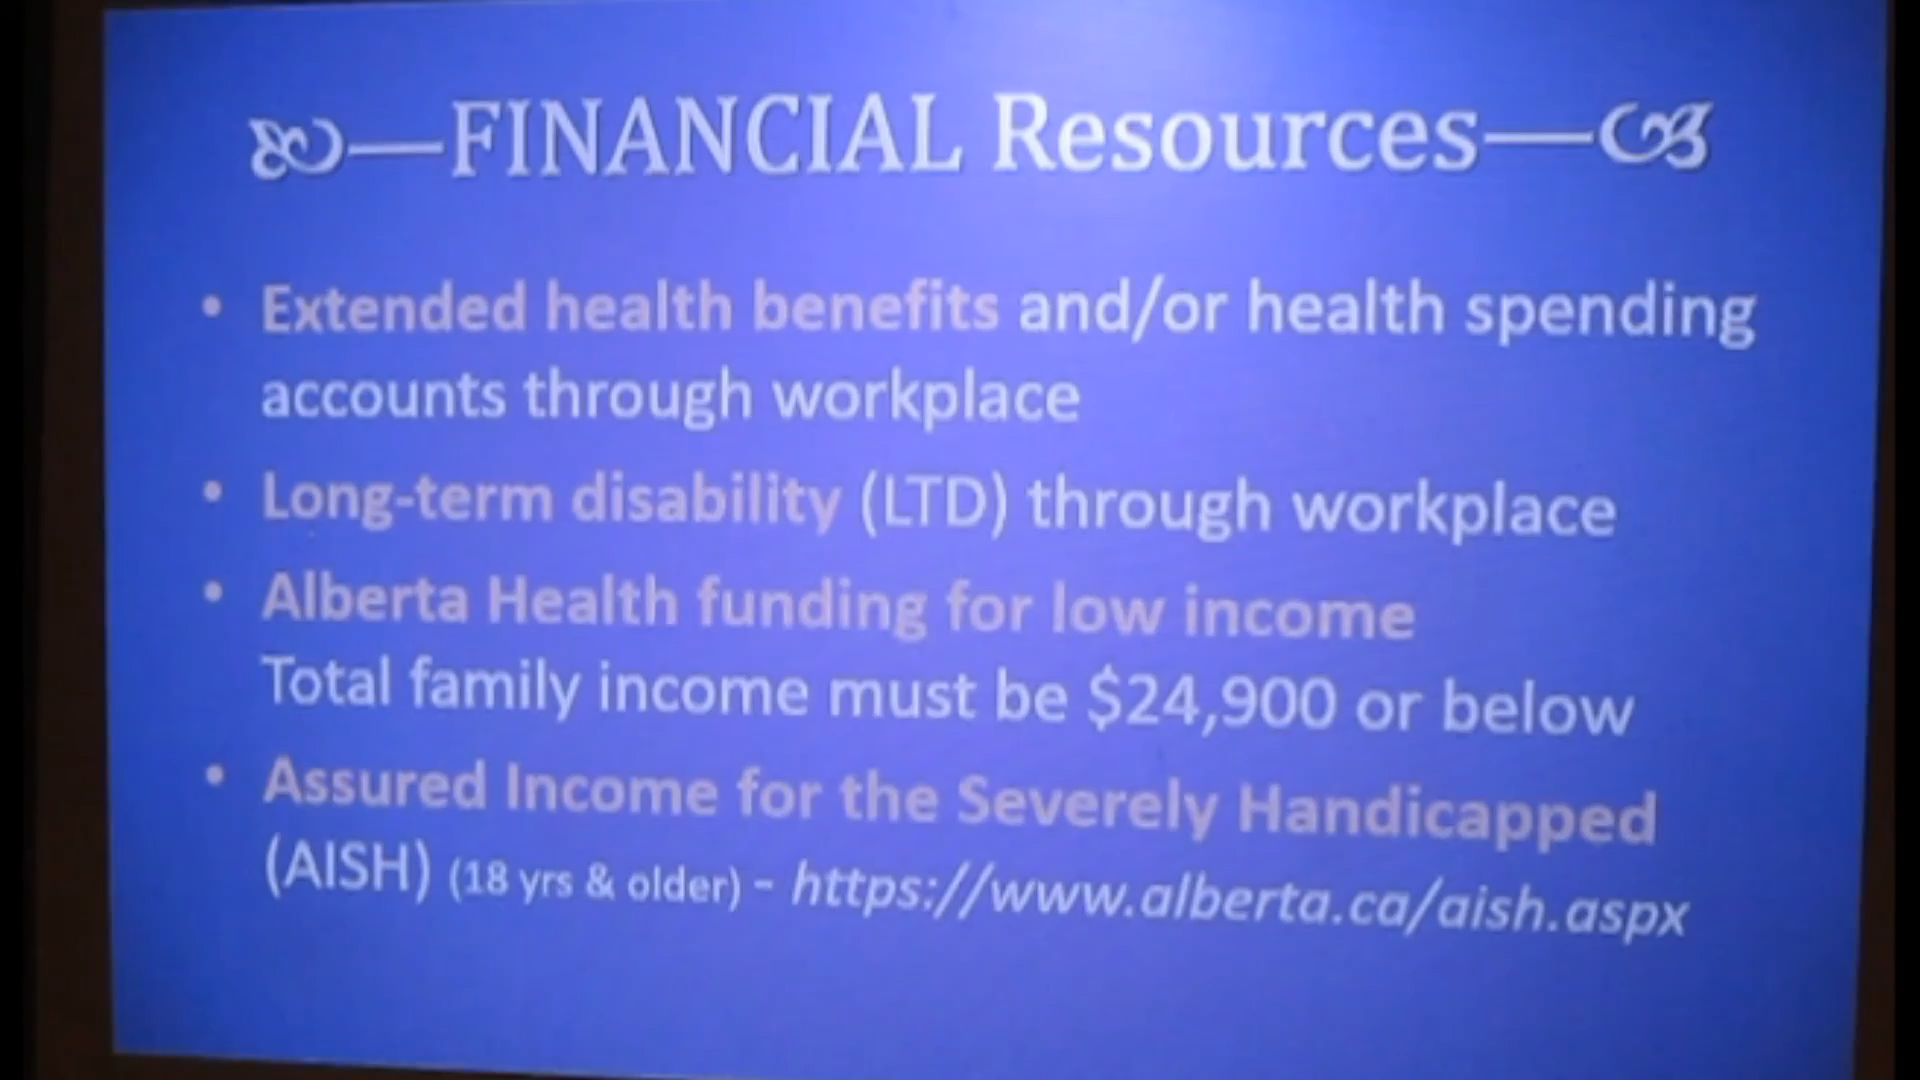 —FINANCIAL Resources—
• Extended health benefits and/or health spending
accounts through workplace
• Long-term disability (LTD) through workplace
• Alberta Health funding for low income
Total family income must be $24,900 or below
• Assured Income for the Severely Handicapped
(AISH) (18 yrs & older) – https://www.alberta.ca/aish.aspx